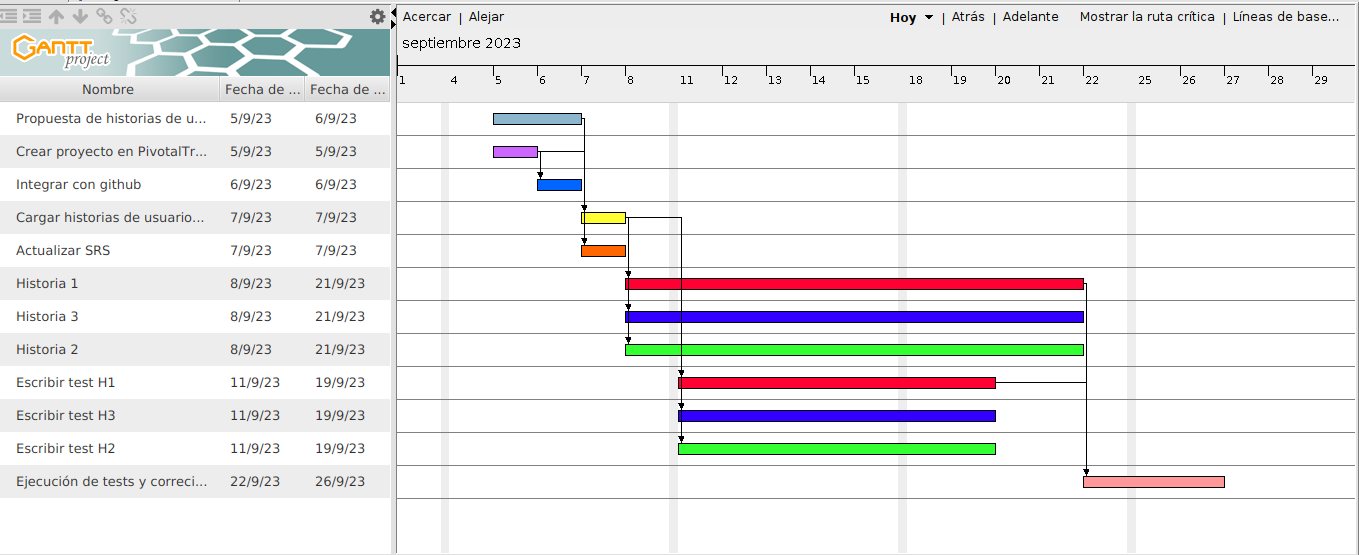 Acercar | Alejar
Hoy | Atrás | Adelante Mostrar la ruta crítica | Líneas de base...
septiembre 2023
GANTT
project
1 4 5 6 7 8 11 12 13 14 15 18 19 20 21 22 25 26 27 28 29
Nombre Fecha de ... Fecha de ...
Propuesta de historias de u... 5/9/23 6/9/23
Crear proyecto en PivotalTr... 5/9/23 5/9/23
Integrar con github 6/9/23 6/9/23
Cargar historias de usuario... 7/9/23 7/9/23
Actualizar SRS 7/9/23 7/9/23
Historia 1 8/9/23 21/9/23
Historia 3 8/9/23 21/9/23
Historia 2 8/9/23 21/9/23
Escribir test H1 11/9/23 19/9/23
Escribir test H3 11/9/23 19/9/23
Escribir test H2 11/9/23 19/9/23
Ejecución de tests y correci... 22/9/23 26/9/23